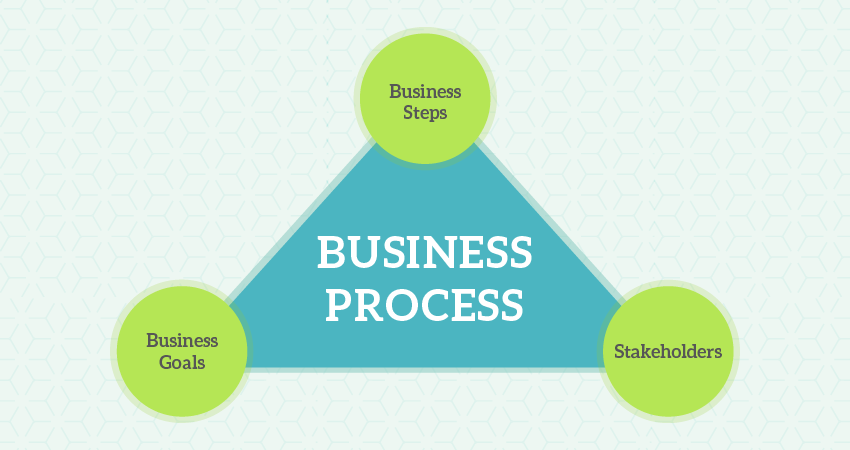 Business
Steps
BUSINESS
PROCESS
Business
Goals
Stakeholders